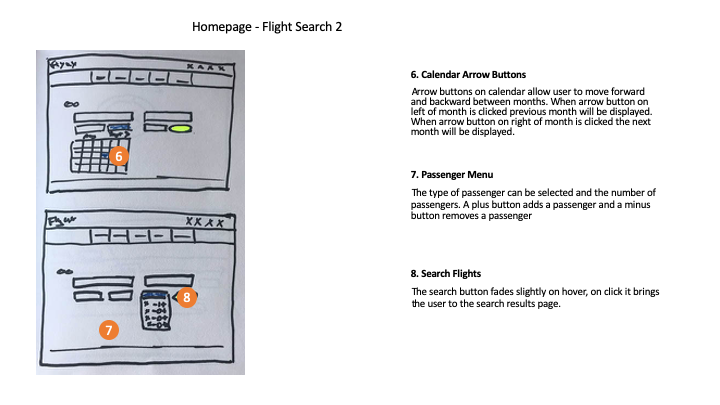 Homepage - Flight Search 2
6. Calendar Arrow Buttons
Arrow buttons on calendar allow user to move forward
and backward between months. When arrow button on
left of month is clicked previous month will be displayed.
When arrow button on right of month is clicked the next
month will be displayed.
7. Passenger Menu
The type of passenger can be selected and the number of
passengers. A plus button adds a passenger and a minus
button removes a passenger
8. Search Flights
The search button fades slightly on hover, on click it brings
the user to the search results page.
6
8
7